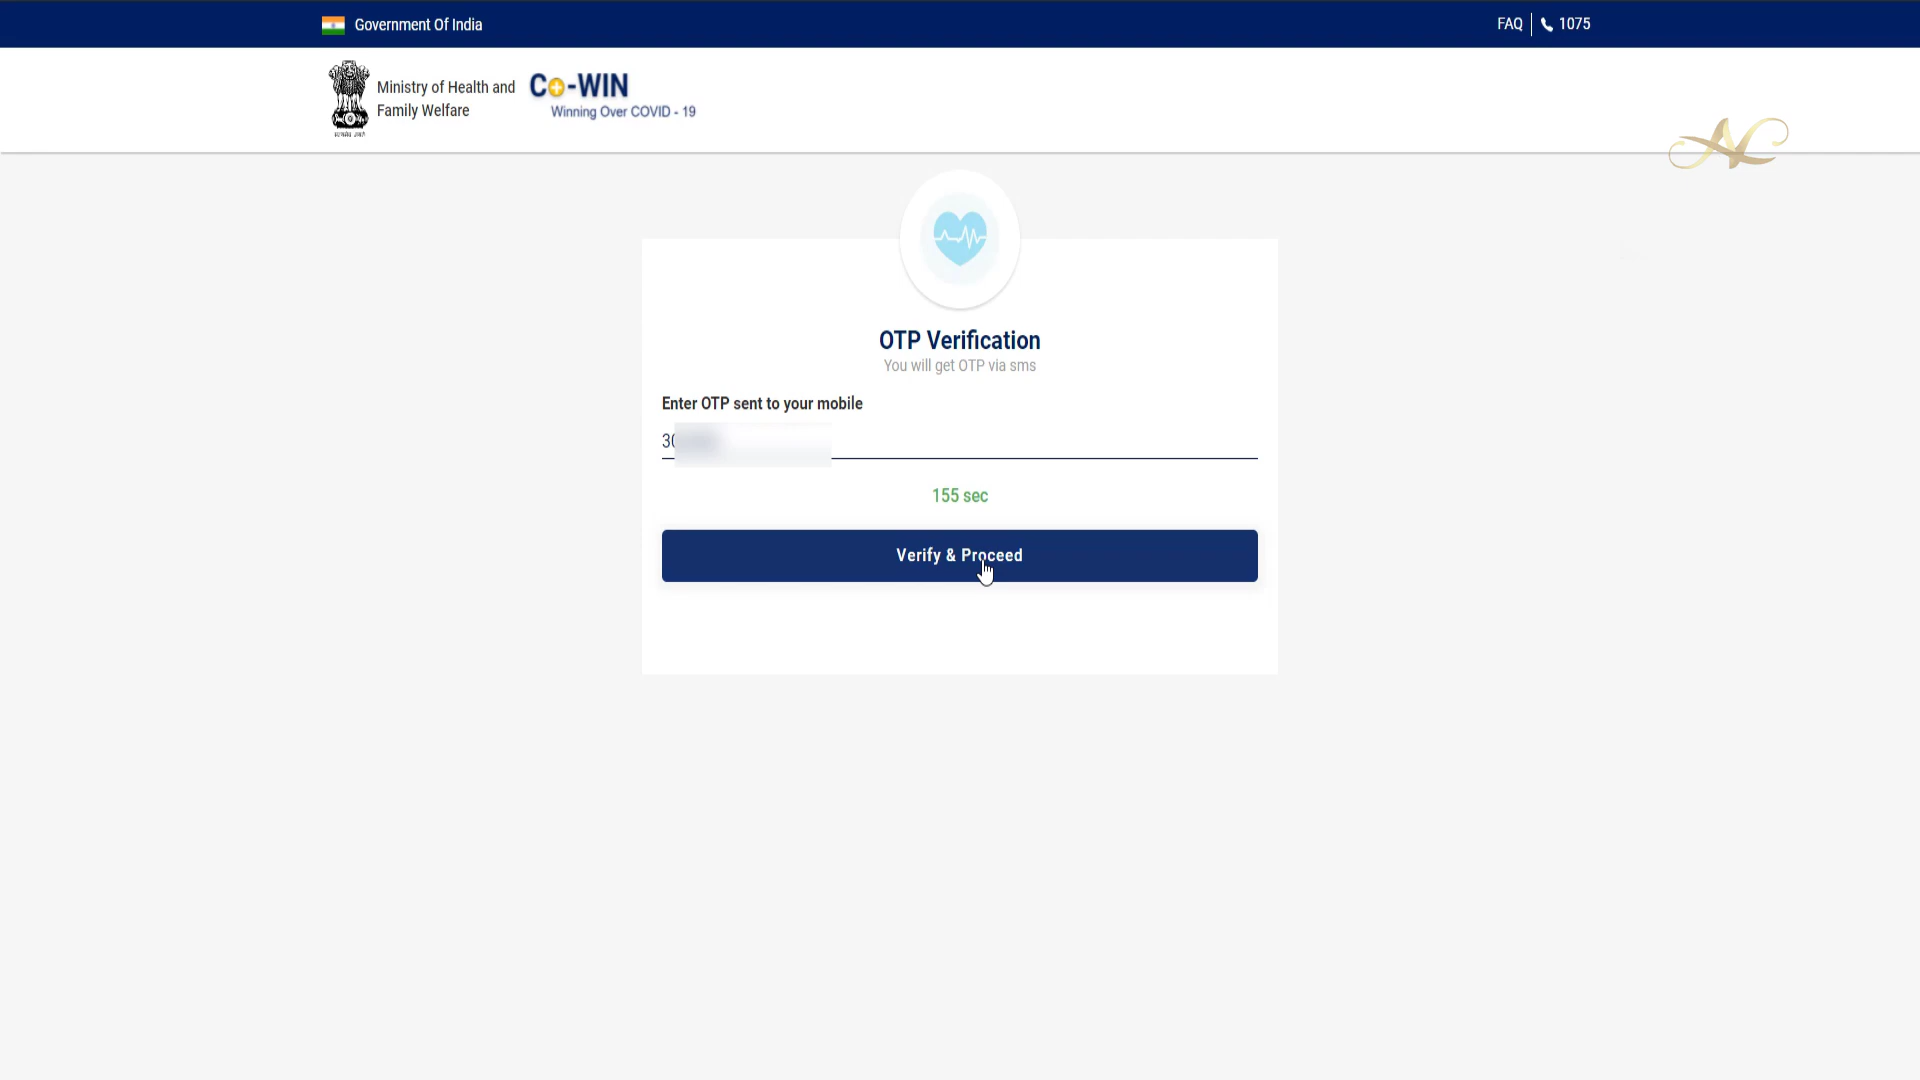 Government Of India
FAQ
1075
Ministry of Health and
Family Welfare
Co-WIN
Winning Over COVID - 19
OTP Verification
You will get OTP via sms
Enter OTP sent to your mobile
30
155 sec
Verify & Proceed